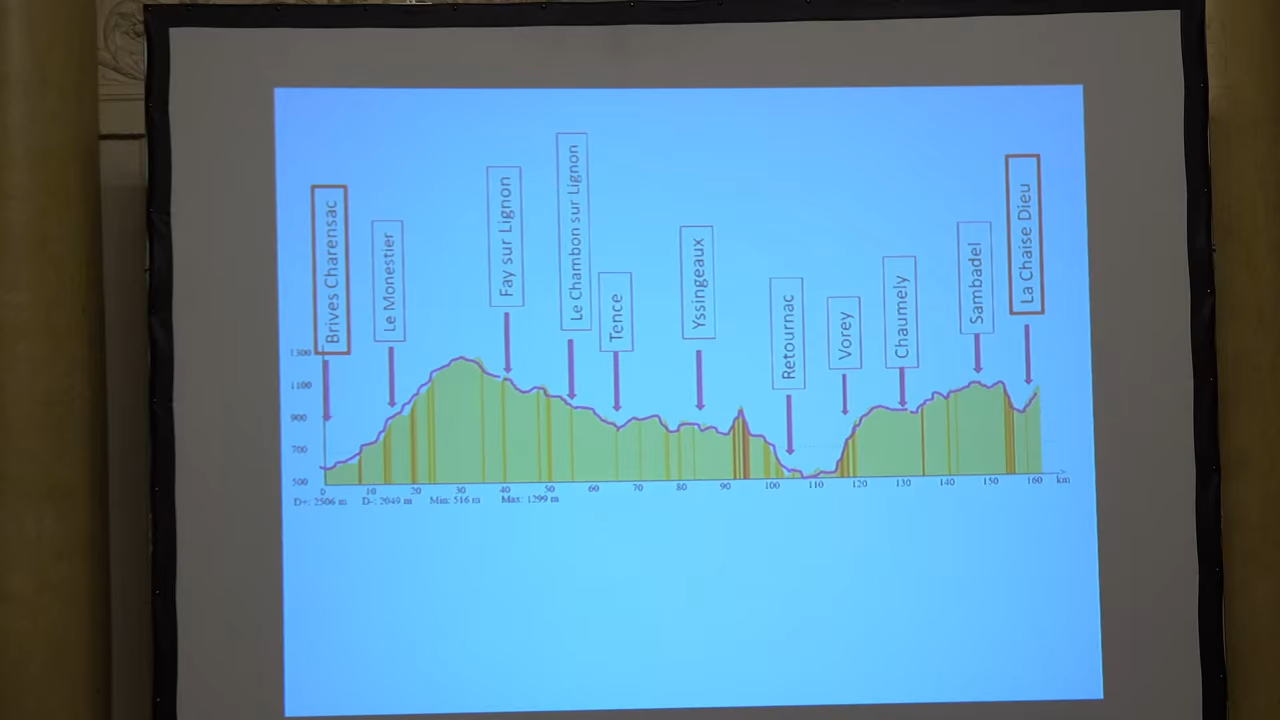 Brives Charensac
Le Monestier
Fay sur Lignon
Le Chambon sur Lignon
Tence
Yssingeaux
Retournac
Vorey
Chaumely
Sambadel
La Chaise Dieu
1300
1100
900
700
500
0 10 20 30 40 50 60 70 80 90 100 110 120 130 140 150 160 km
D+: 2506 m D-: 2049 m Min: 516 m Max: 1299 m